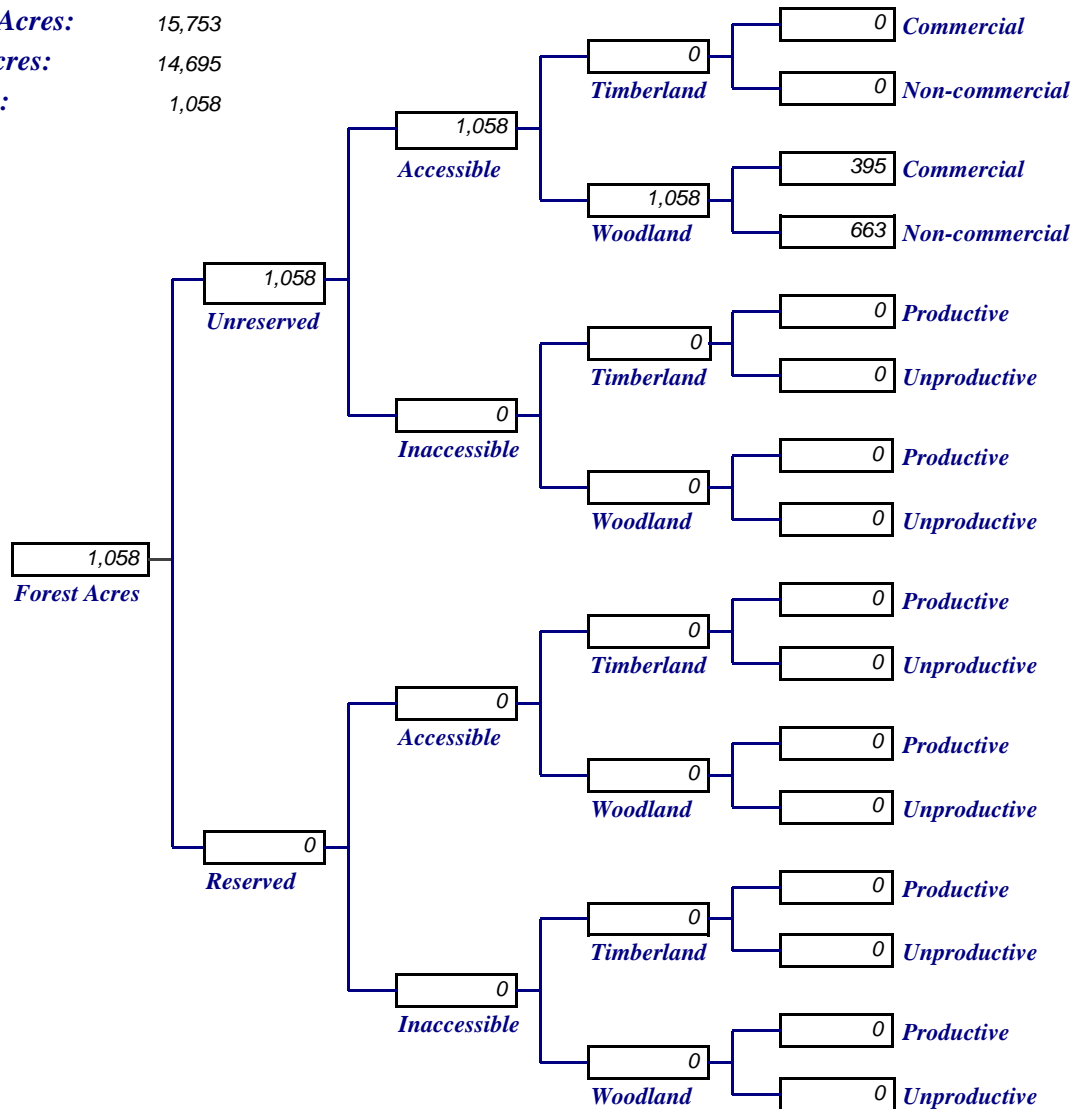 Acres: 15,753
cres: 14,695
: 1,058
0 Commercial
0
Timberland
0 Non-commercial
1,058
Accessible
395 Commercial
1,058
Woodland
663 Non-commercial
1,058
Unreserved
0 Productive
0
Timberland
0 Unproductive
0
Inaccessible
0 Productive
0
Woodland
0 Unproductive
1,058
Forest Acres
0 Productive
0
Timberland
0 Unproductive
0
Accessible
0 Productive
0
Woodland
0 Unproductive
0
Reserved
0 Productive
0
Timberland
0 Unproductive
0
Inaccessible
0 Productive
0
Woodland
0 Unproductive